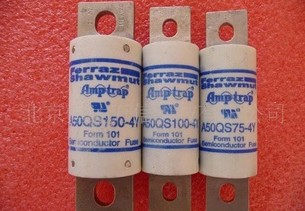 Ferraz
Shawmut
Amp-trap
A50QS150-4Y
Form 101
Semiconductor Fuse
Ferraz
Shawmut
Amp-trap
A50QS100-4Y
Form 101
Semiconductor Fuse
Ferraz
Shawmut
Amp-trap
A50QS75-4Y
Form 101
Semiconductor Fuse